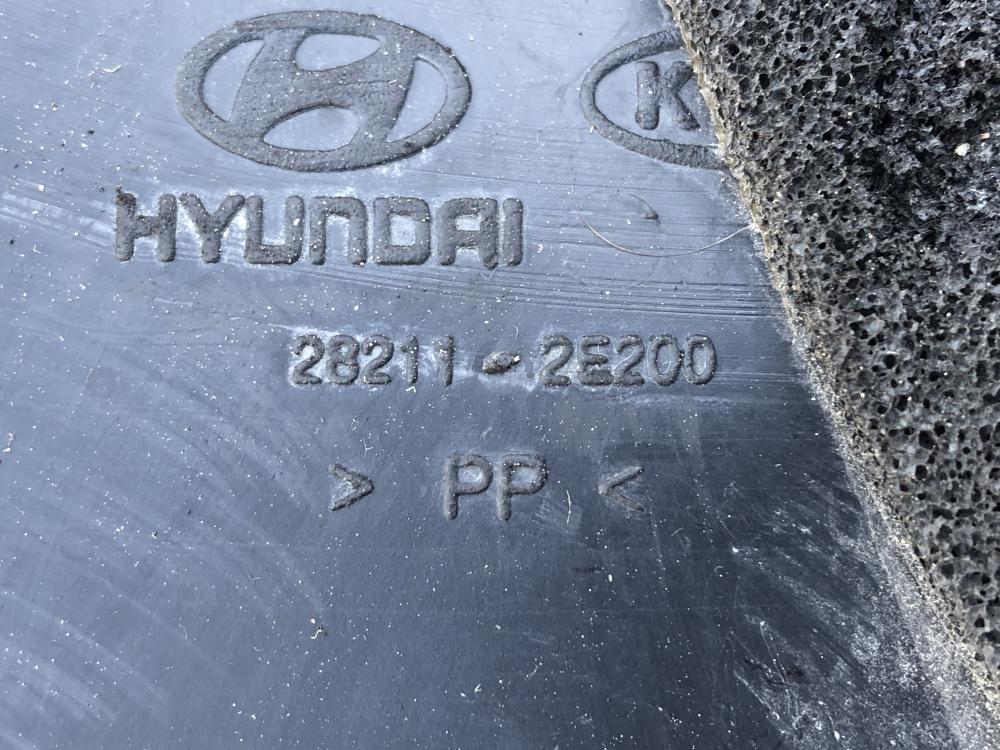 HYUNDAI
28211-2E200
> PP <